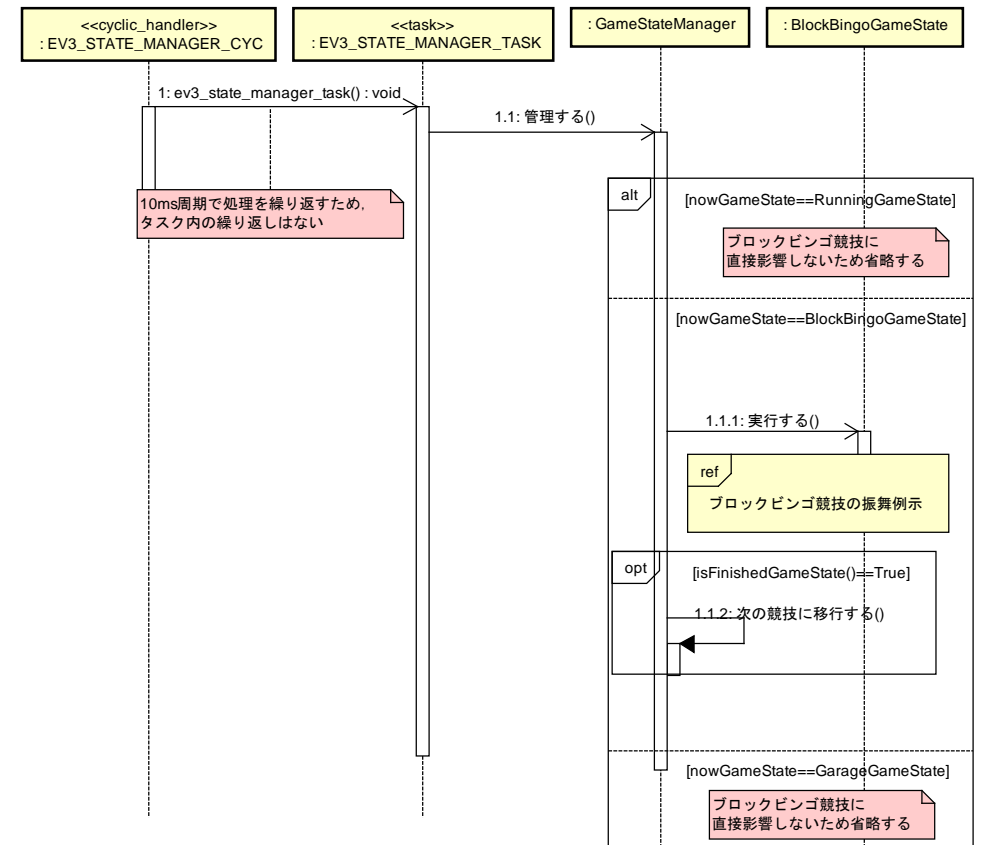 <<cyclic_handler>>
: EV3_STATE_MANAGER_CYC
<<task>>
: EV3_STATE_MANAGER_TASK
: GameStateManager
: BlockBingoGameState
1: ev3_state_manager_task() : void
1.1: 管理する()
10ms周期で処理を繰り返すため,
タスク内の繰り返しはない
alt
[nowGameState==RunningGameState]
ブロックビンゴ競技に
直接影響しないため省略する
[nowGameState==BlockBingoGameState]
1.1.1: 実行する()
ref
ブロックビンゴ競技の振舞例示
opt
[isFinishedGameState()==True]
1.1.2: 次の競技に移行する()
[nowGameState==GarageGameState]
ブロックビンゴ競技に
直接影響しないため省略する